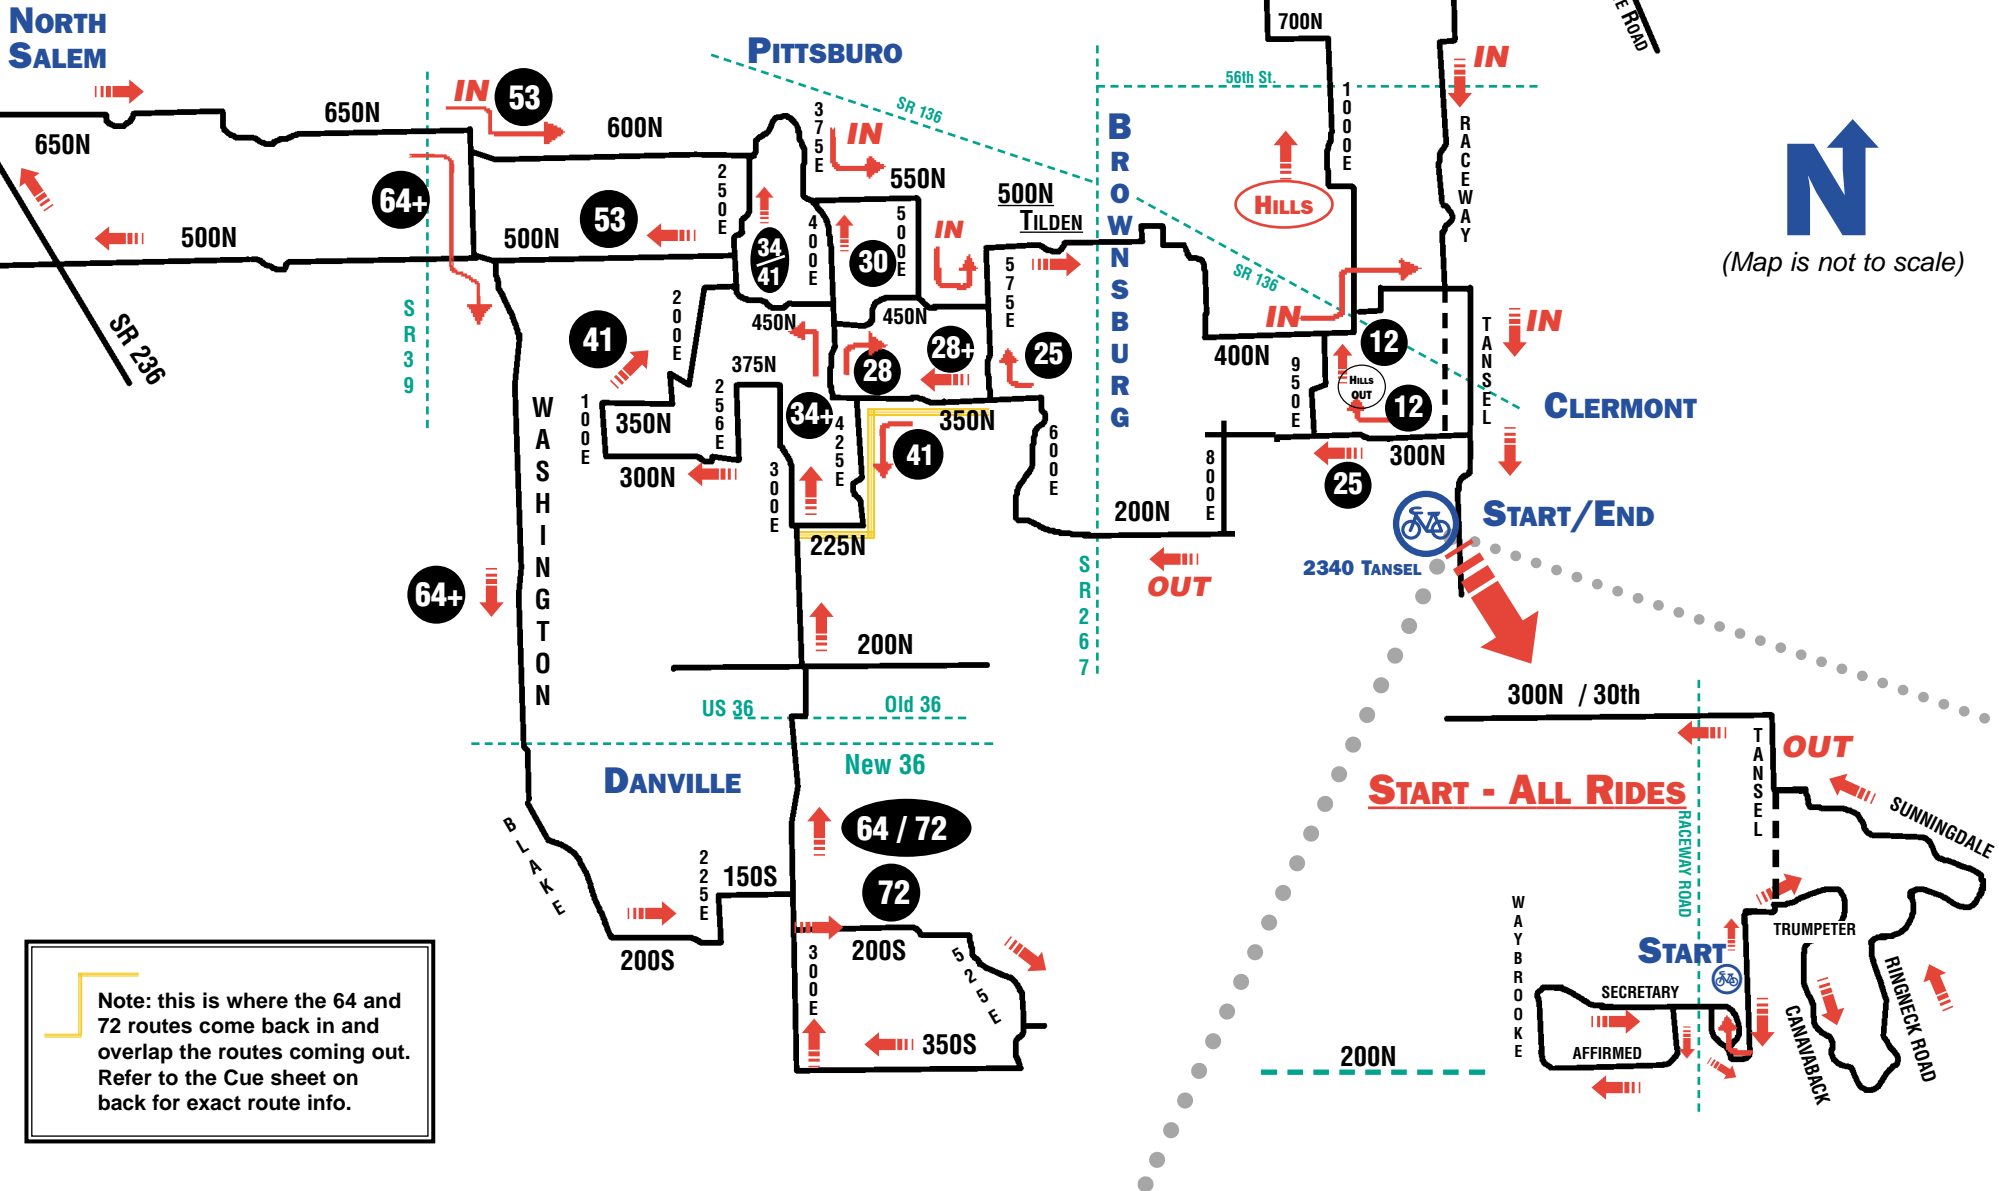 NORTH
SALEM
PITTSBURO
700N
E ROAD
IN
56th St.
IN
53
650N
600N
375E
IN
SR 136
BROWNSBURG
1000E
RACEWAY
N
650N
64+
53
250E
550N
500N
TILDEN
HILLS
500N
500N
34
41
400E
30
500E
IN
575E
SR 136
(Map is not to scale)
SR 236
SR39
41
200E
450N
450N
IN
12
TANSEL
IN
375N
28
28+
25
400N
950E
HILLS
OUT
12
CLERMONT
WASHINGTON
100E
350N
256E
34+
425E
350N
41
600E
300N
300E
800E
300N
25
225N
200N
START/END
2340 TANSEL
64+
OUT
SR267
200N
US 36
Old 36
New 36
DANVILLE
300N / 30th
TANSEL
OUT
START - ALL RIDES
RACEWAY ROAD
SUNNINGDALE
64 / 72
BLAKE
225E
150S
72
200S
200S
525E
300E
350S
WAYBROOKE
START
TRUMPETER
SECRETARY
AFFIRMED
CANAVABACK
RINGNECK ROAD
200N
Note: this is where the 64 and
72 routes come back in and
overlap the routes coming out.
Refer to the Cue sheet on
back for exact route info.